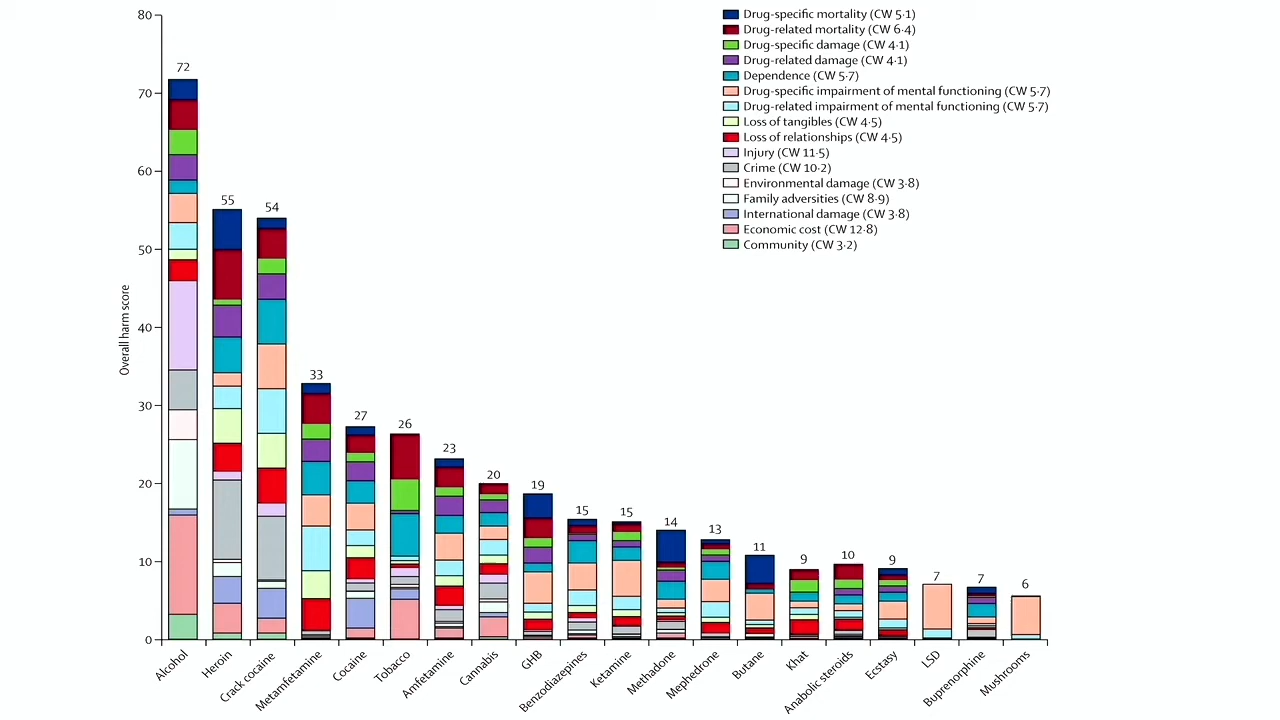 80
70
60
50
40
30
20
10
0
Overall harm score
72
55
54
33
27
26
23
20
19
15
15
14
13
11
9
10
9
7
7
6
Alcohol
Heroin
Crack cocaine
Metamfetamine
Cocaine
Tobacco
Amfetamine
Cannabis
GHB
Benzodiazepines
Ketamine
Methadone
Mephedrone
Butane
Khat
Anabolic steroids
Ecstasy
LSD
Buprenorphine
Mushrooms
Drug-specific mortality (CW 5·1)
Drug-related mortality (CW 6·4)
Drug-specific damage (CW 4·1)
Drug-related damage (CW 4·1)
Dependence (CW 5·7)
Drug-specific impairment of mental functioning (CW 5·7)
Drug-related impairment of mental functioning (CW 5·7)
Loss of tangibles (CW 4·5)
Loss of relationships (CW 4·5)
Injury (CW 11·5)
Crime (CW 10·2)
Environmental damage (CW 3·8)
Family adversities (CW 8·9)
International damage (CW 3·8)
Economic cost (CW 12·8)
Community (CW 3·2)